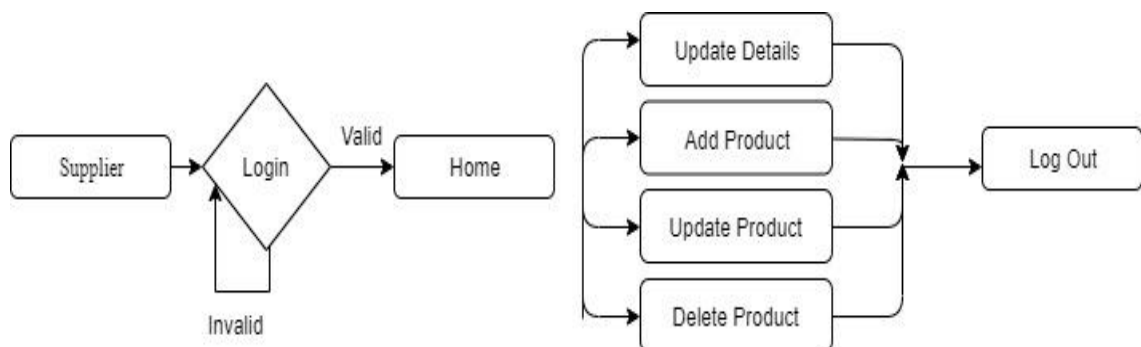 Supplier
Login
Invalid
Valid
Home
Update Details
Add Product
Update Product
Delete Product
Log Out